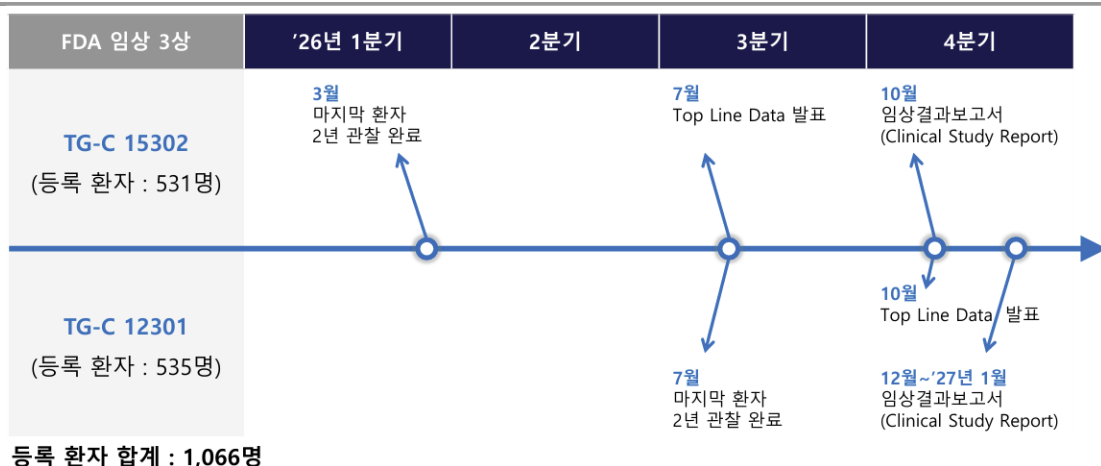 FDA 임상 3상
'26년 1분기
2분기
3분기
4분기
TG-C 15302
(등록 환자 : 531명)
3월
마지막 환자
2년 관찰 완료
7월
Top Line Data 발표
10월
임상결과보고서
(Clinical Study Report)
TG-C 12301
(등록 환자 : 535명)
7월
마지막 환자
2년 관찰 완료
10월
Top Line Data 발표
12월~'27년 1월
임상결과보고서
(Clinical Study Report)
등록 환자 합계 : 1,066명